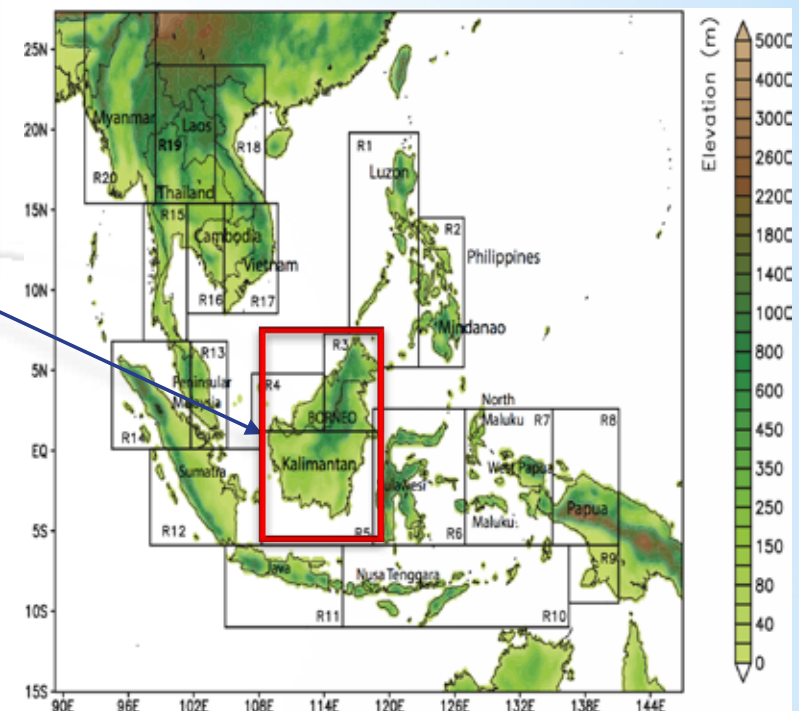 25N
20N
15N
10N
5N
EQ
5S
10S
15S
90E
96E
102E
108E
114E
120E
126E
132E
138E
144E
Myanmar
Laos
R19
R18
R20
Thailand
R15
Cambodia
Vietnam
R16
R17
R1
Luzon
R2
Philippines
Mindanao
R3
R13
Peninsular
Malaysia
R4
BORNEO
R14
Kalimantan
Sumatra
R12
R5
North
Maluku
R7
R8
West Papua
Papua
Maluku
R6
R9
Java
Nusa Tenggara
R11
R10
Elevation (m)
5000
4000
3000
2600
2200
1800
1400
1000
800
600
450
350
250
150
80
40
0